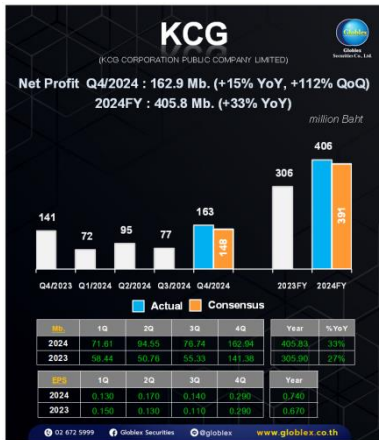 KCG
Globlex
Globlex
Securities Co., Ltd.
(KCG CORPORATION PUBLIC COMPANY LIMITED)
Net Profit Q4/2024 : 162.9 Mb. (+15% YoY, +112% QoQ)
2024FY : 405.8 Mb. (+33% YoY)
million Baht
141
72
95
77
163
148
306
406
391
Q4/2023 Q1/2024 Q2/2024 Q3/2024 Q4/2024 2023FY 2024FY
Actual Consensus
Mb. 1Q 2Q 3Q 4Q Year %YoY
2024 71.61 94.55 76.74 162.94 405.83 33%
2023 58.44 50.76 55.33 141.38 305.90 27%
EPS 1Q 2Q 3Q 4Q Year
2024 0.130 0.170 0.140 0.290 0.740
2023 0.150 0.130 0.110 0.290 0.670
02 672 5999 Globlex Securities @globlex www.globlex.co.th